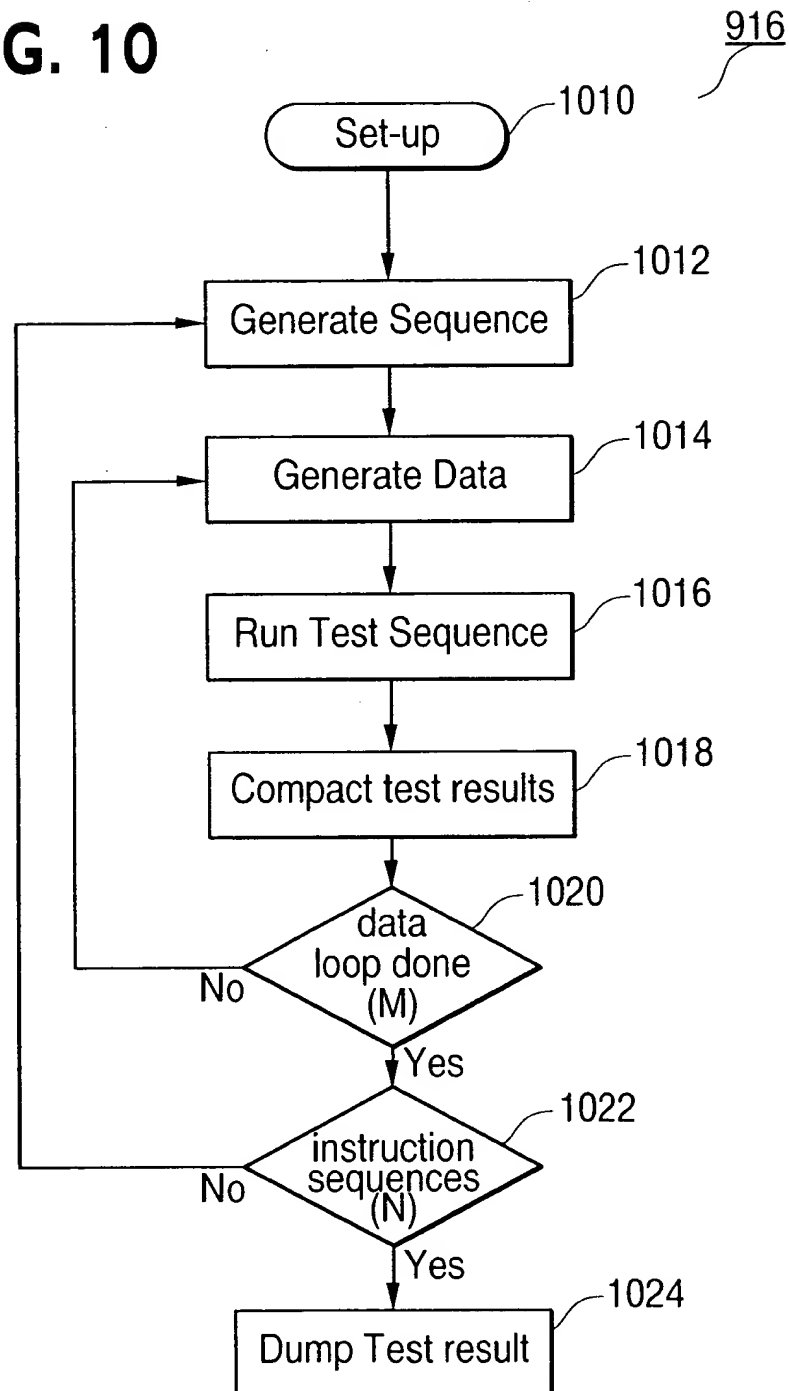 G. 10
916
1010
Set-up
1012
Generate Sequence
1014
Generate Data
1016
Run Test Sequence
1018
Compact test results
1020
data
loop done
(M)
No
Yes
1022
instruction
sequences
(N)
No
Yes
1024
Dump Test result